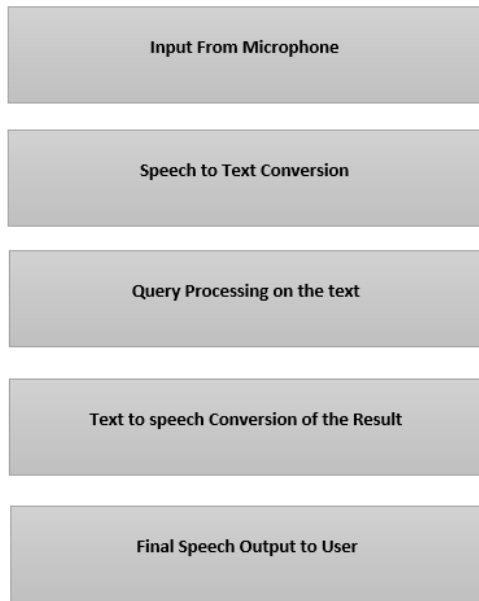 Input From Microphone
Speech to Text Conversion
Query Processing on the text
Text to speech Conversion of the Result
Final Speech Output to User